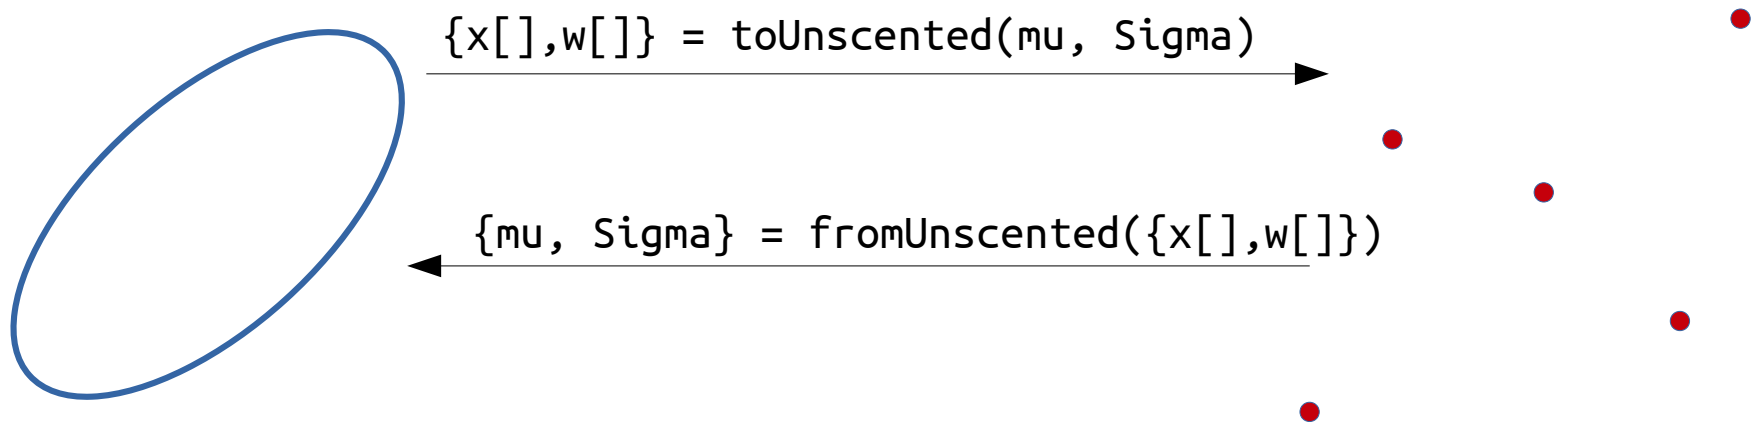 {x[],w[]} = toUnscented(mu, Sigma)
{mu, Sigma} = fromUnscented({x[],w[]})